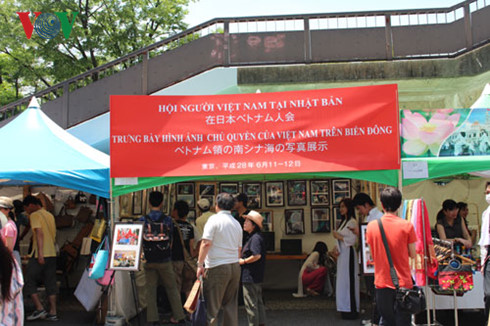 VOV
HỘI NGƯỜI VIỆT NAM TẠI NHẬT BẢN
在日本ベトナム人会
TRƯNG BÀY HÌNH ẢNH CHỦ QUYỀN CỦA VIỆT NAM TRÊN BIỂN ĐÔNG
ベトナム領の南シナ海の写真展示
東京、平成28年6月11~12日